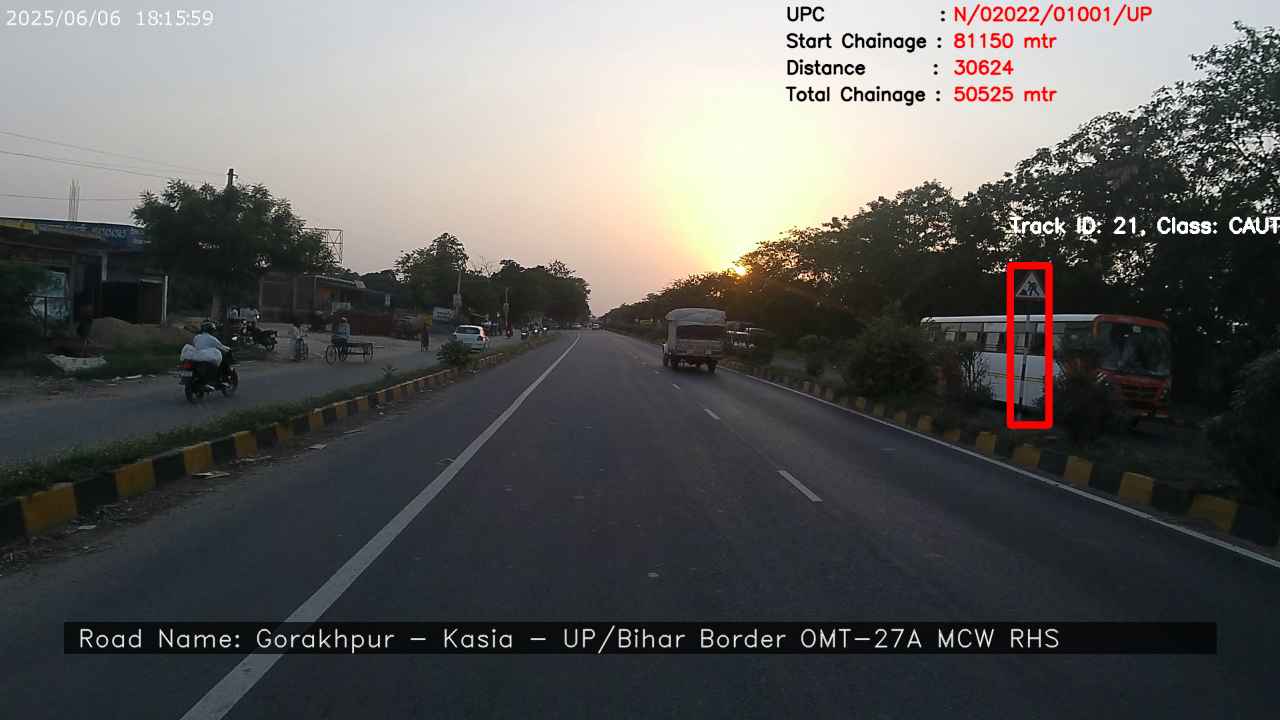 2025/06/06 18:15:59
UPC : N/02022/01001/UP
Start Chainage : 81150 mtr
Distance : 30624
Total Chainage : 50525 mtr
Track ID: 21, Class: CAUT
Road Name: Gorakhpur - Kasia - UP/Bihar Border OMT-27A MCW RHS